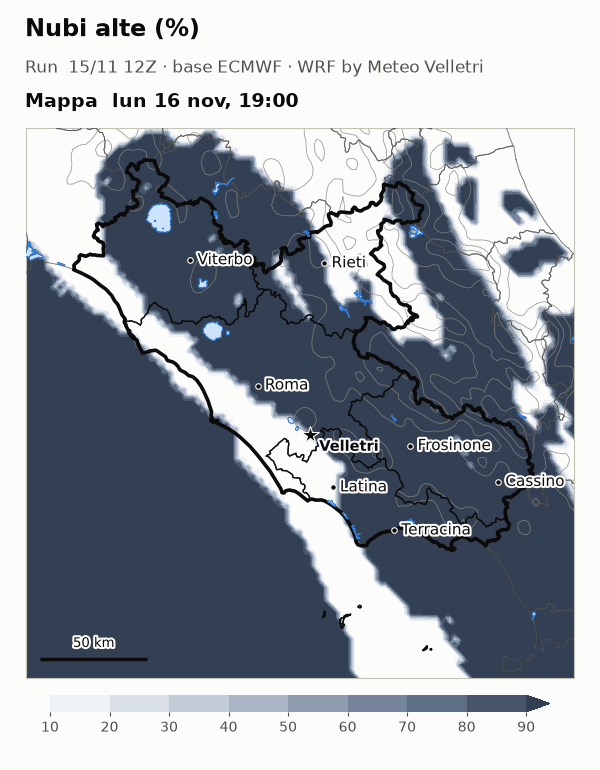 Nubi alte (%)
Run  15/11 12Z · base ECMWF · WRF by Meteo Velletri
Mappa  lun 16 nov, 19:00
Viterbo
Rieti
Roma
Velletri
Frosinone
Cassino
Latina
Terracina
50 km
10 20 30 40 50 60 70 80 90